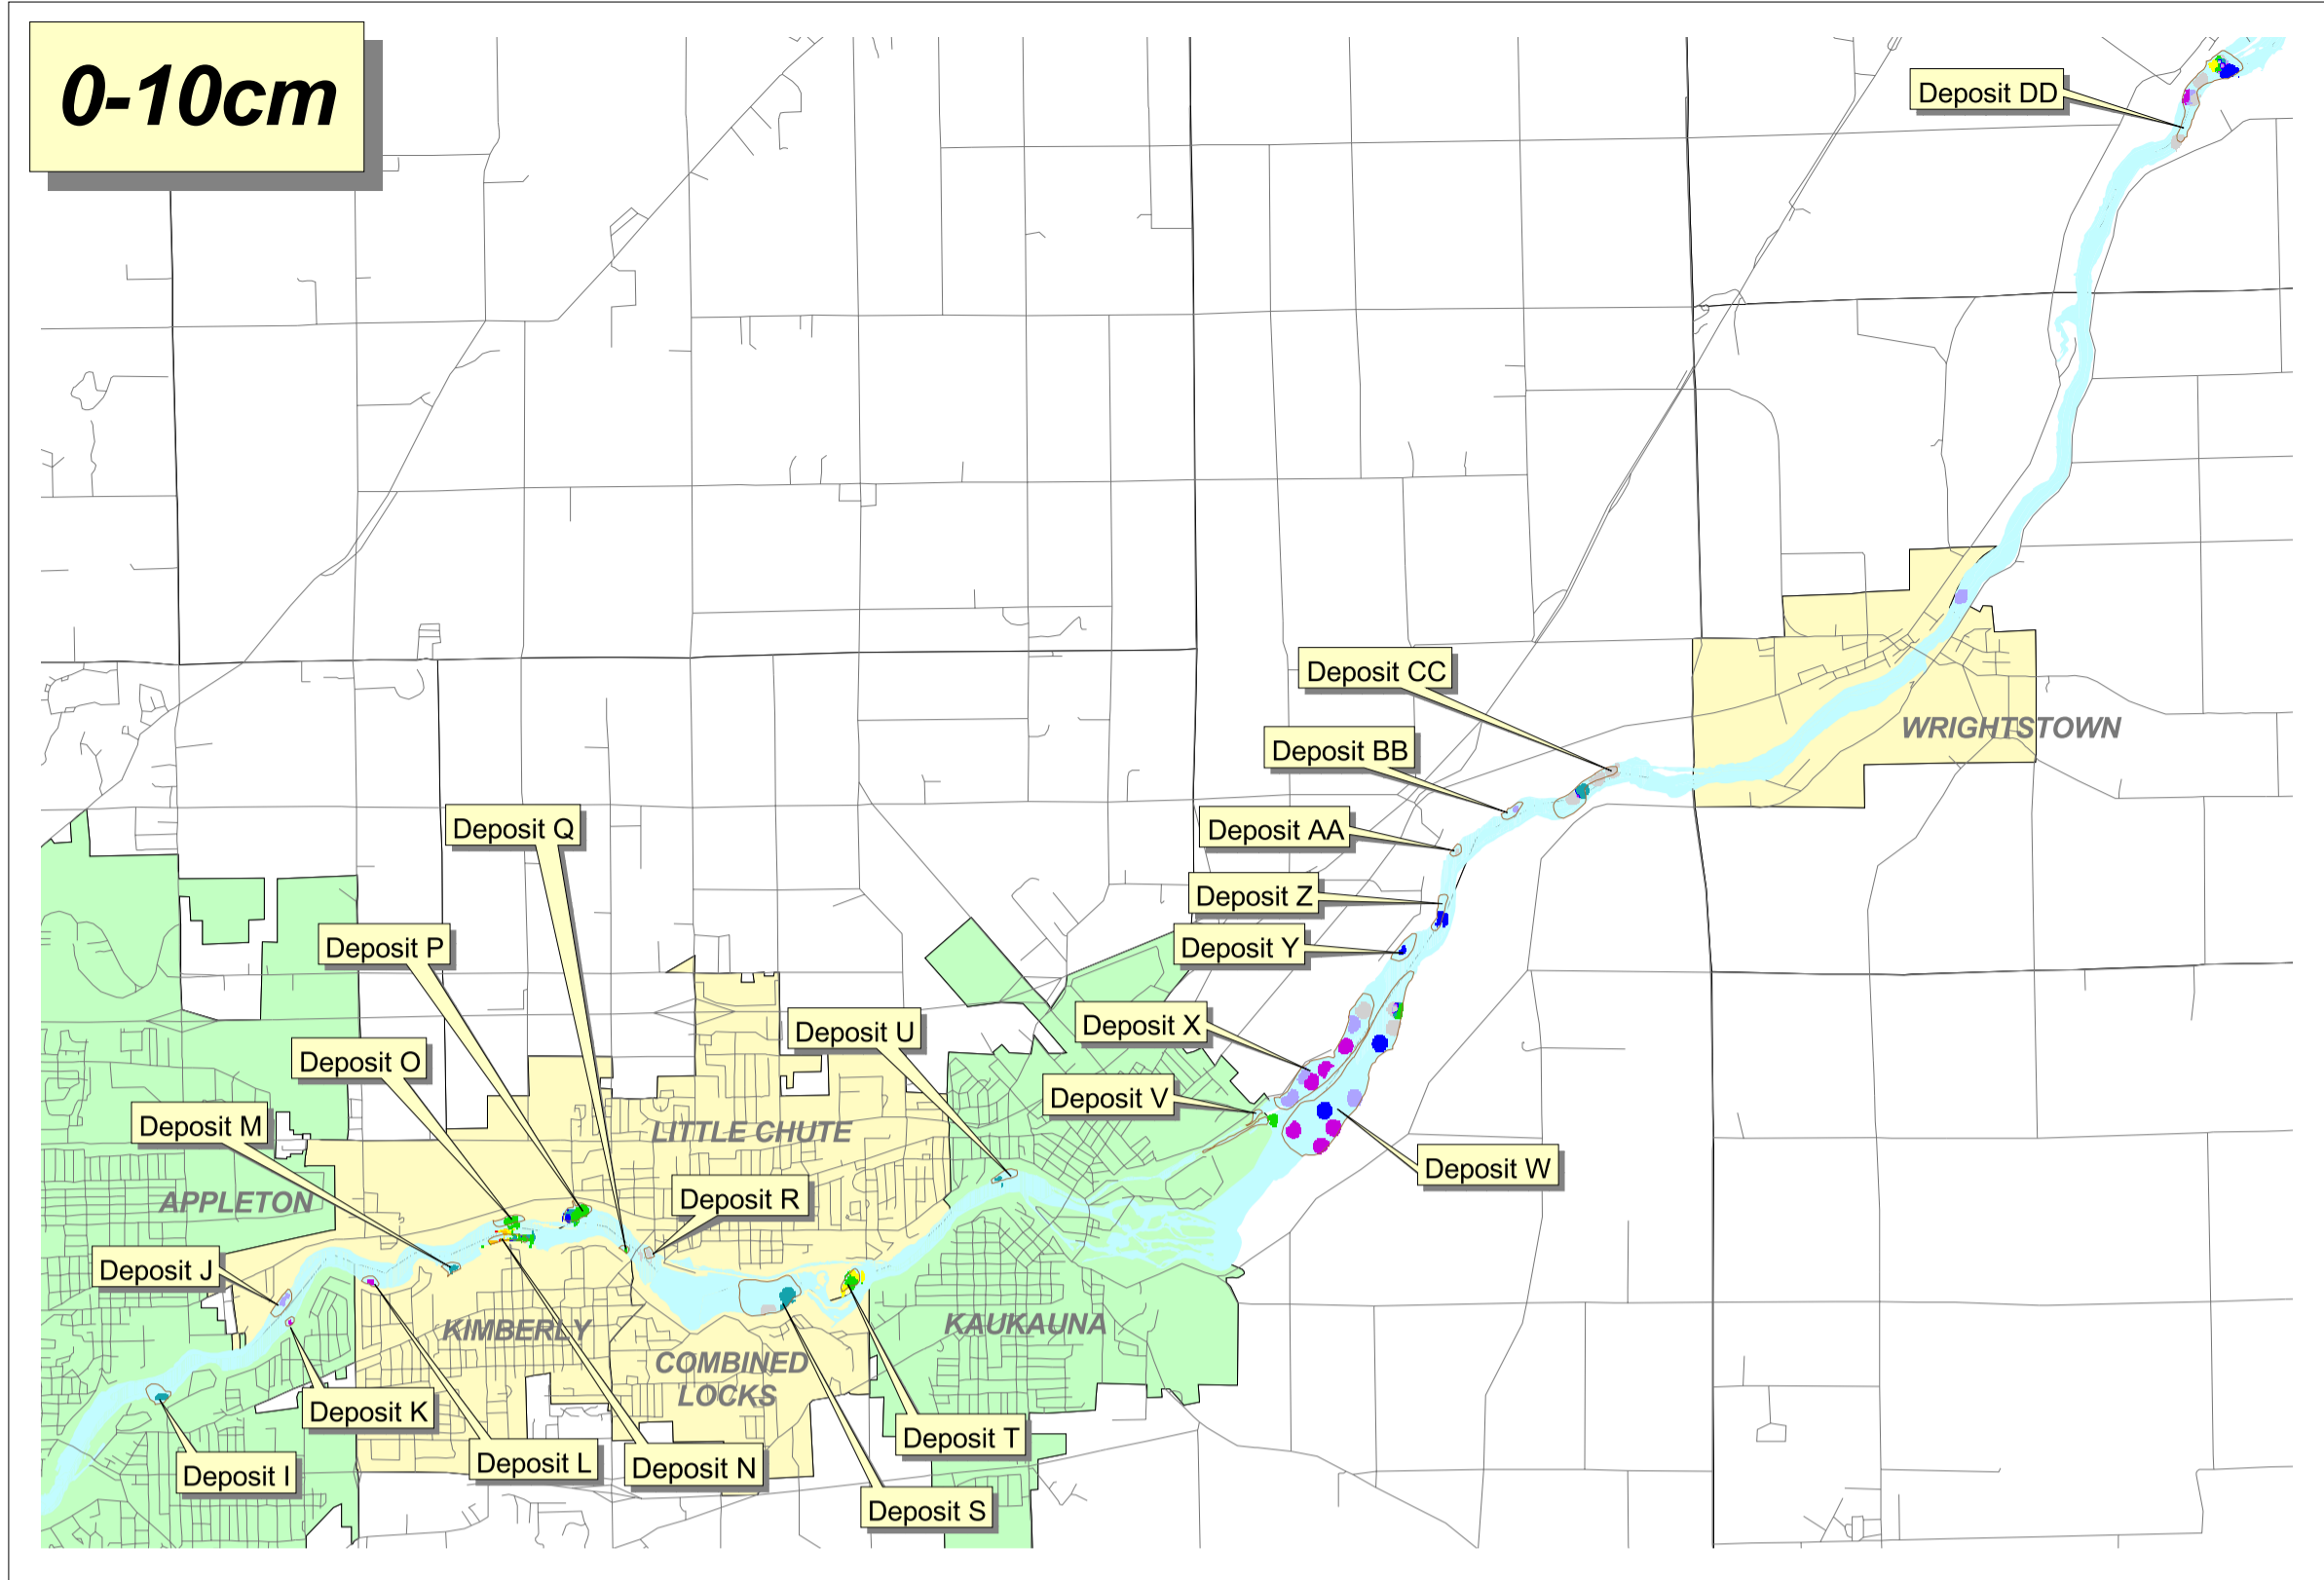 0-10cm
Deposit DD
WRIGHTSTOWN
Deposit CC
Deposit BB
Deposit AA
Deposit Z
Deposit Y
Deposit Q
Deposit P
Deposit O
Deposit M
Deposit U
Deposit X
Deposit V
Deposit W
LITTLE CHUTE
APPLETON
Deposit R
Deposit J
KIMBERLY
COMBINED
LOCKS
KAUKAUNA
Deposit K
Deposit I
Deposit L
Deposit N
Deposit T
Deposit S